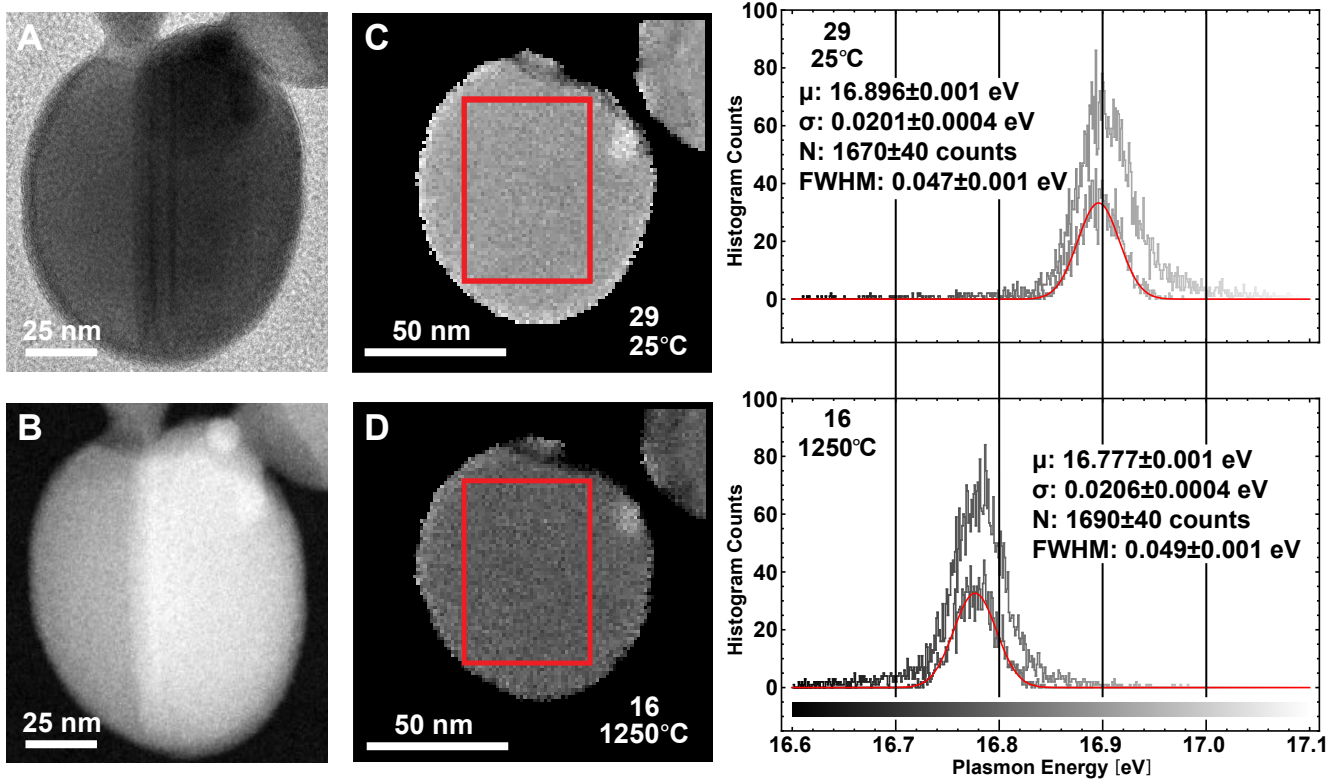 A
25 nm
B
25 nm
C
29
25°C
50 nm
D
16
1250°C
50 nm
100
80
60
40
20
0
Histogram Counts
29
25°C
µ: 16.896±0.001 eV
σ: 0.0201±0.0004 eV
N: 1670±40 counts
FWHM: 0.047±0.001 eV
100
80
60
40
20
0
Histogram Counts
16
1250°C
µ: 16.777±0.001 eV
σ: 0.0206±0.0004 eV
N: 1690±40 counts
FWHM: 0.049±0.001 eV
16.6 16.7 16.8 16.9 17.0 17.1
Plasmon Energy [eV]